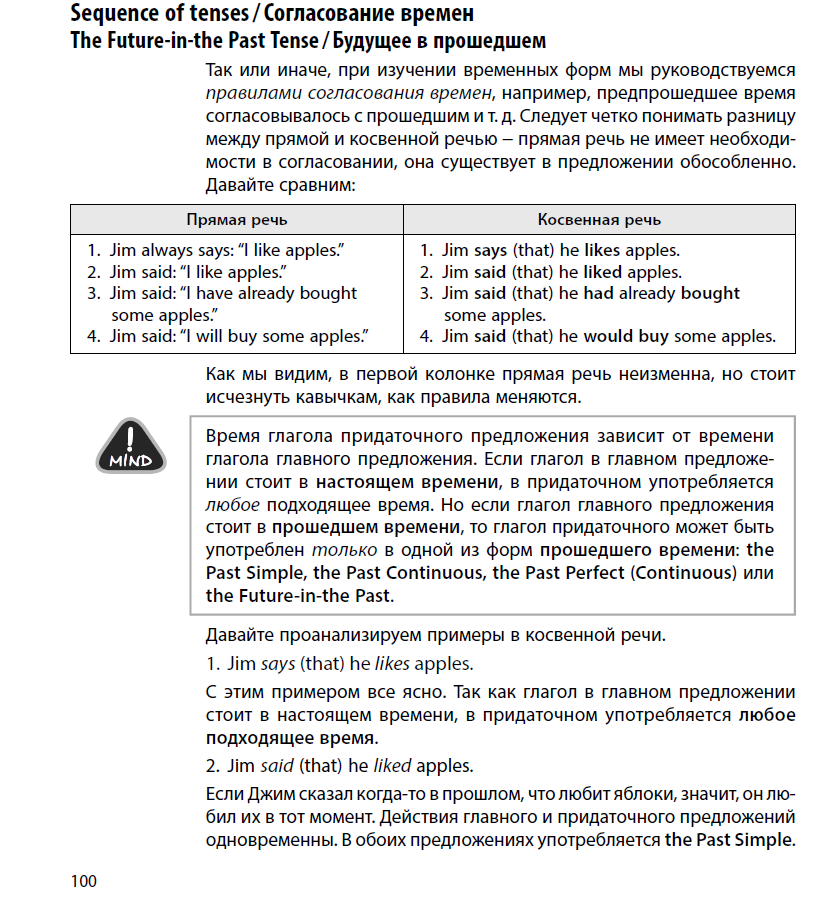 Sequence of tenses / Согласование времен
The Future-in-the Past Tense / Будущее в прошедшем
Так или иначе, при изучении временных форм мы руководствуемся
правилами согласования времен, например, предпрошедшее время
согласовывалось с прошедшим и т. д. Следует четко понимать разницу
между прямой и косвенной речью – прямая речь не имеет необходи-
мости в согласовании, она существует в предложении обособленно.
Давайте сравним:
Прямая речь
1. Jim always says: “I like apples.”
2. Jim said: “I like apples.”
3. Jim said: “I have already bought
some apples.”
4. Jim said: “I will buy some apples.”
Косвенная речь
1. Jim says (that) he likes apples.
2. Jim said (that) he liked apples.
3. Jim said (that) he had already bought
some apples.
4. Jim said (that) he would buy some apples.
Как мы видим, в первой колонке прямая речь неизменна, но стоит
исчезнуть кавычкам, как правила меняются.
!
MIND
Время глагола придаточного предложения зависит от времени
глагола главного предложения. Если глагол в главном предложе-
нии стоит в настоящем времени, в придаточном употребляется
любое подходящее время. Но если глагол главного предложения
стоит в прошедшем времени, то глагол придаточного может быть
употреблен только в одной из форм прошедшего времени: the
Past Simple, the Past Continuous, the Past Perfect (Continuous) или
the Future-in-the Past.
Давайте проанализируем примеры в косвенной речи.
1. Jim says (that) he likes apples.
С этим примером все ясно. Так как глагол в главном предложении
стоит в настоящем времени, в придаточном употребляется любое
подходящее время.
2. Jim said (that) he liked apples.
Если Джим сказал когда-то в прошлом, что любит яблоки, значит, он лю-
бил их в тот момент. Действия главного и придаточного предложений
одновременны. В обоих предложениях употребляется the Past Simple.
100